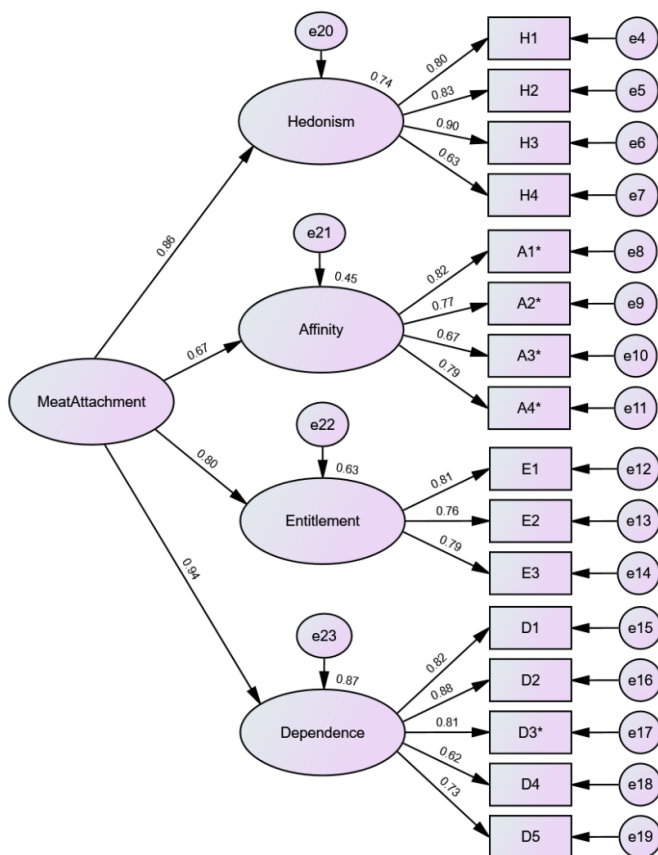 e20
H1
e4
0.80
0.74
H2
e5
0.83
Hedonism
0.90
H3
e6
0.63
H4
e7
e21
0.86
A1*
e8
0.45
0.82
A2*
e9
0.77
Affinity
0.67
A3*
e10
0.67
0.79
A4*
e11
MeatAttachment
e22
0.80
E1
e12
0.63
0.81
E2
e13
0.76
Entitlement
0.79
E3
e14
0.94
e23
D1
e15
0.87
0.82
D2
e16
0.88
Dependence
0.81
D3*
e17
0.62
D4
e18
0.73
D5
e19